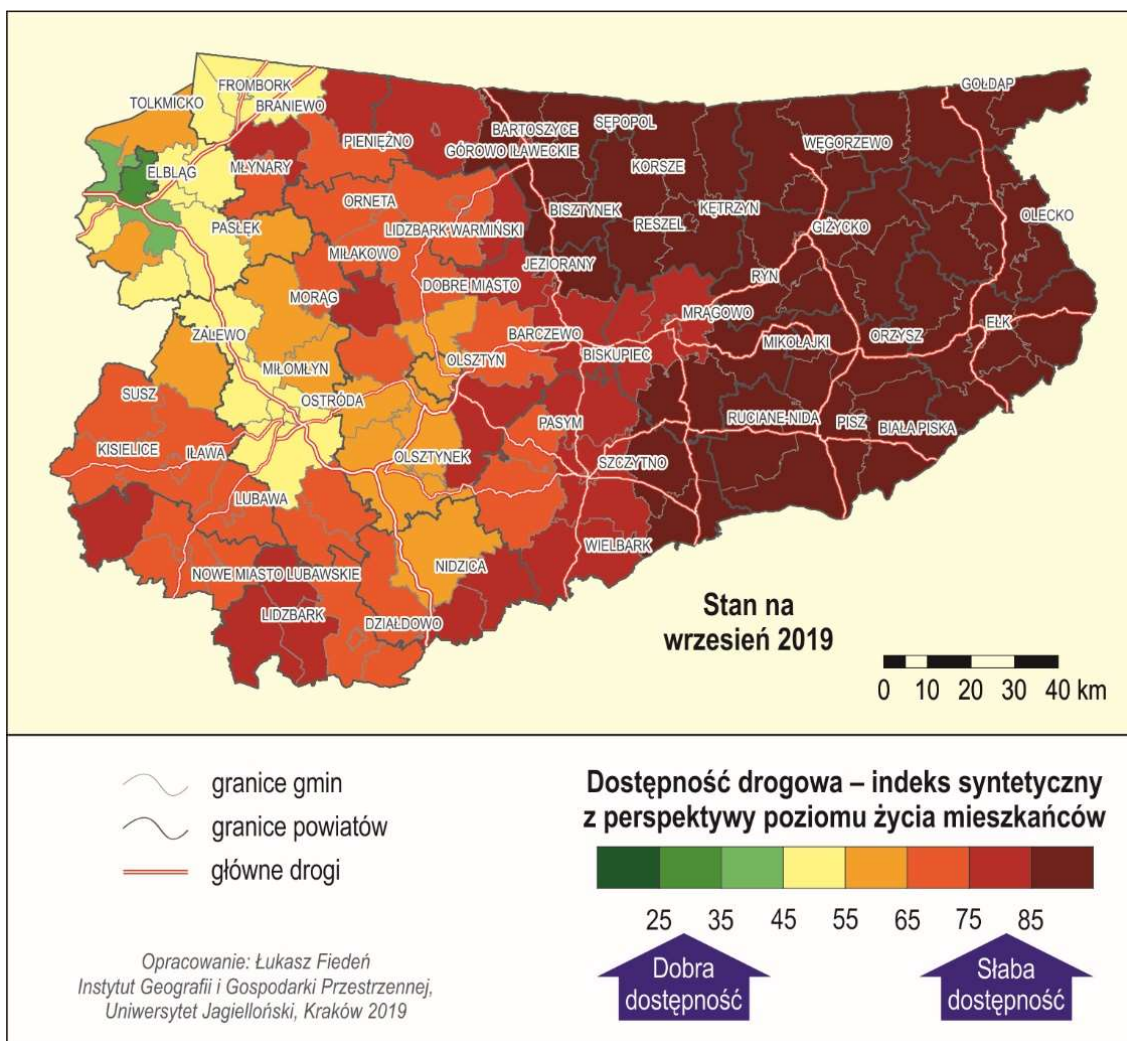 FROMBORK
GOŁDAP
TOLKMICKO
BRANIEWO
BARTOSZYCE
SĘPOPOL
PIENIĘŻNO
GÓROWO IŁAWECKIE
WĘGORZEWO
ELBLĄG
MŁYNARY
KORSZE
ORNETA
BISZTYNEK
KĘTRZYN
OLECKO
PASŁĘK
LIDZBARK WARMIŃSKI
RESZEL
GIŻYCKO
MIŁAKOWO
JEZIORANY
RYN
DOBRE MIASTO
MORĄG
MRĄGOWO
EŁK
ZALEWO
BARCZEWO
MIKOŁAJKI
ORZYSZ
OLSZTYN
BISKUPIEC
MIŁOMŁYN
SUSZ
OSTRÓDA
RUCIANE-NIDA
PISZ
BIAŁA PISKA
PASYM
KISIELICE
IŁAWA
OLSZTYNEK
SZCZYTNO
LUBAWA
WIELBARK
NIDZICA
NOWE MIASTO LUBAWSKIE
LIDZBARK
DZIAŁDOWO
Stan na
wrzesień 2019
0 10 20 30 40 km
granice gmin
granice powiatów
główne drogi
Opracowanie: Łukasz Fiedeń
Instytut Geografii i Gospodarki Przestrzennej,
Uniwersytet Jagielloński, Kraków 2019
Dostępność drogowa – indeks syntetyczny
z perspektywy poziomu życia mieszkańców
25 35 45 55 65 75 85
Dobra
dostępność
Słaba
dostępność